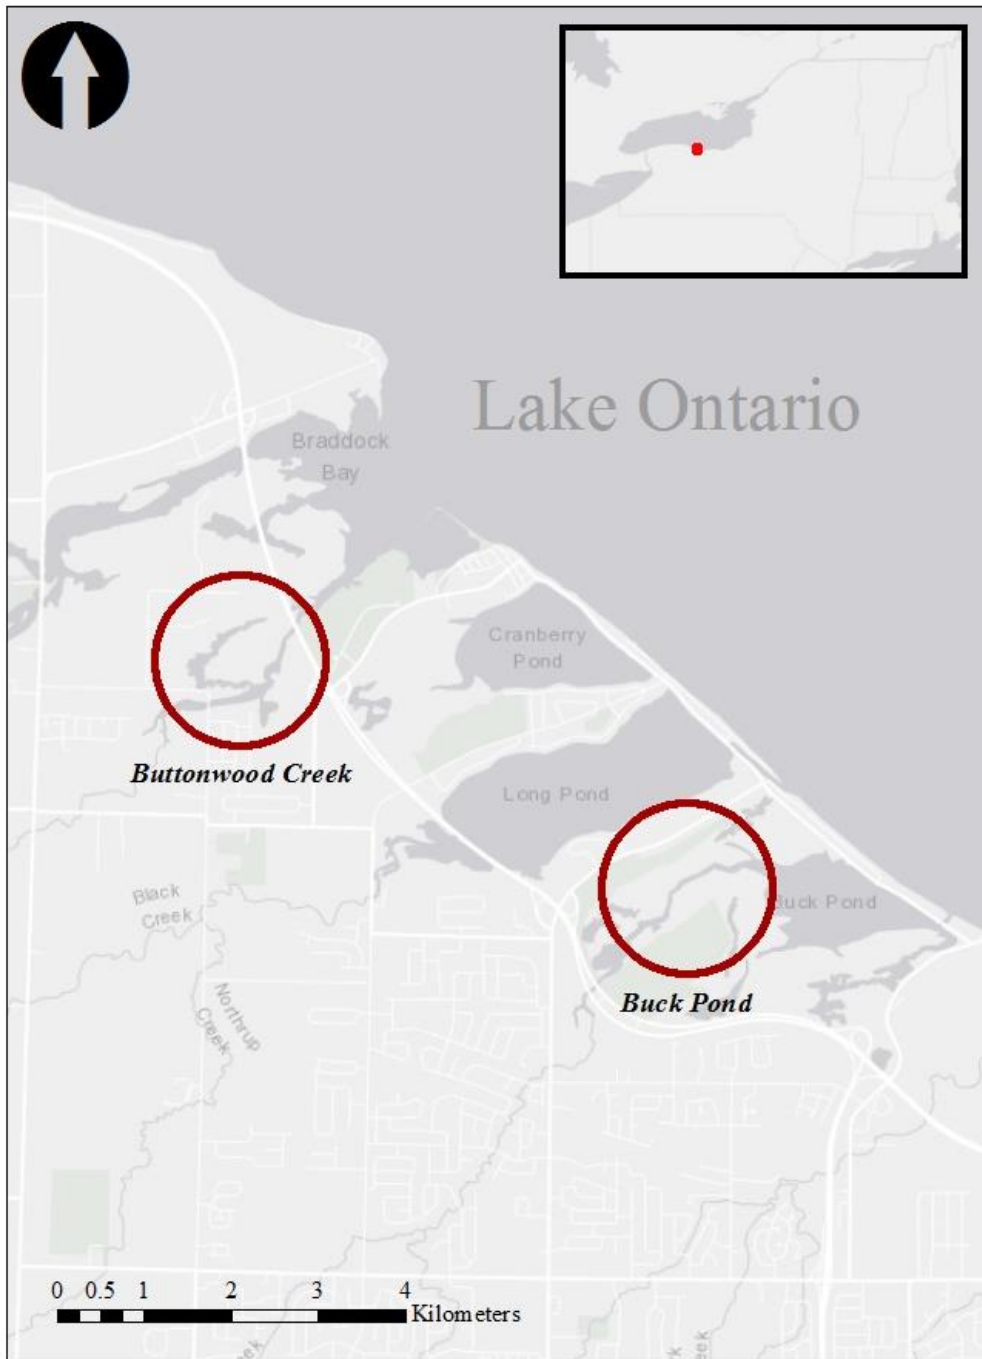 Lake Ontario
Braddock
Bay
Cranberry
Pond
Buttonwood Creek
Long Pond
Black
Creek
Buck Pond
Northrup
Creek
Buck Pond
0 0.5 1 2 3 4
Kilometers